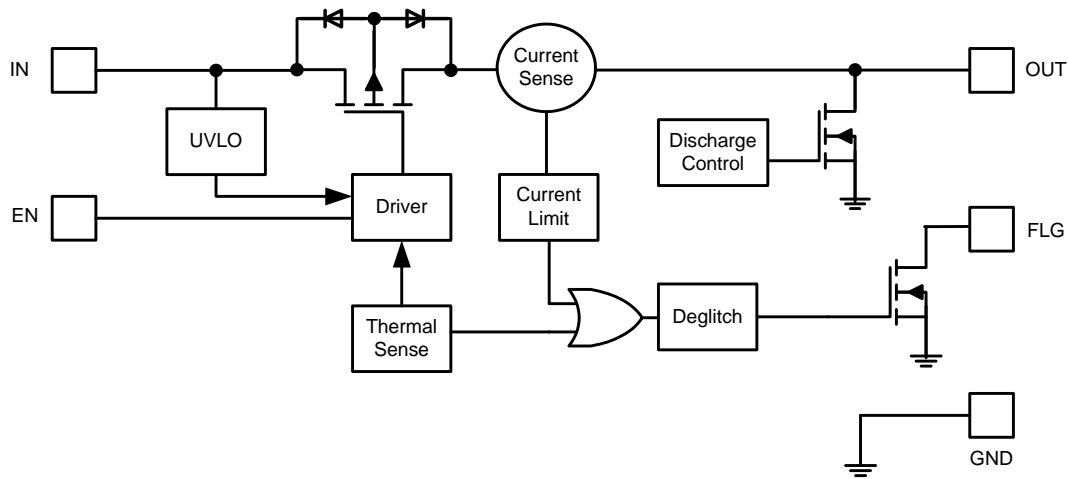 IN
Current
Sense
OUT
UVLO
Discharge
Control
EN
Driver
Current
Limit
FLG
Thermal
Sense
Deglitch
GND